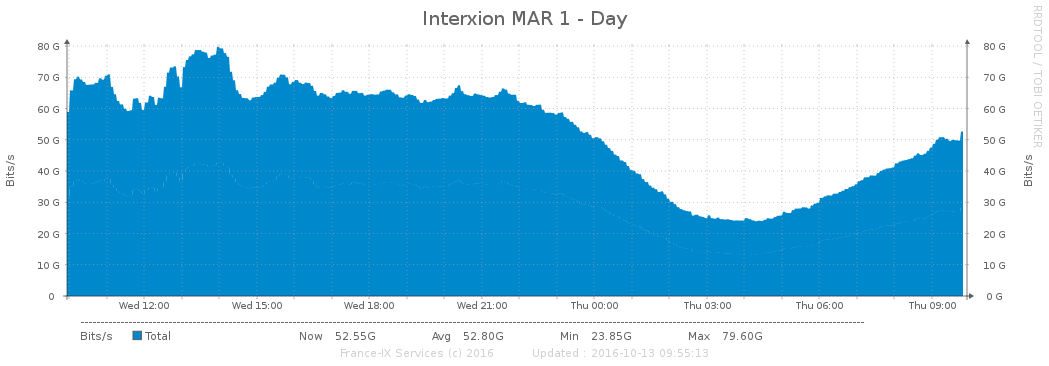 Interxion MAR 1 - Day
RRDTOOL / TOBI OETIKER
Bits/s
80 G 80 G
70 G 70 G
60 G 60 G
50 G 50 G
40 G 40 G
30 G 30 G
20 G 20 G
10 G 10 G
0 0 G
Bits/s
Wed 12:00 Wed 15:00 Wed 18:00 Wed 21:00 Thu 00:00 Thu 03:00 Thu 06:00 Thu 09:00
Bits/s Total Now 52.55G Avg 52.80G Min 23.85G Max 79.60G
France-IX Services (c) 2016 Updated : 2016-10-13 09:55:13